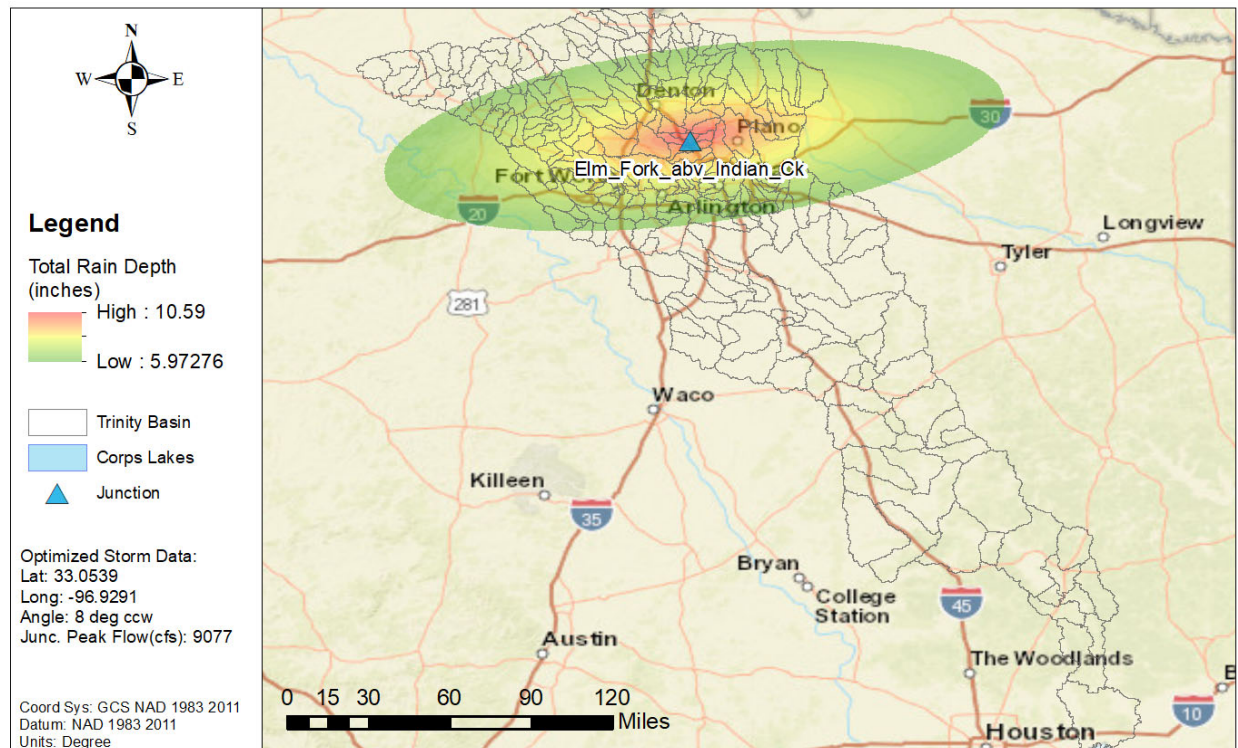 N
W
E
S
Legend
Total Rain Depth
(inches)
High : 10.59
Low : 5.97276
Trinity Basin
Corps Lakes
Junction
Optimized Storm Data:
Lat: 33.0539
Long: -96.9291
Angle: 8 deg ccw
Junc. Peak Flow(cfs): 9077
Coord Sys: GCS NAD 1983 2011
Datum: NAD 1983 2011
Units: Degree
Denton
30
Plano
Elm_Fork_abv_Indian_Ck
Fort Wor
20
Arlington
Longview
Tyler
281
Waco
Killeen
35
Bryan
College
Station
45
Austin
The Woodlands
B
10
Houston
0 15 30 60 90 120
Miles